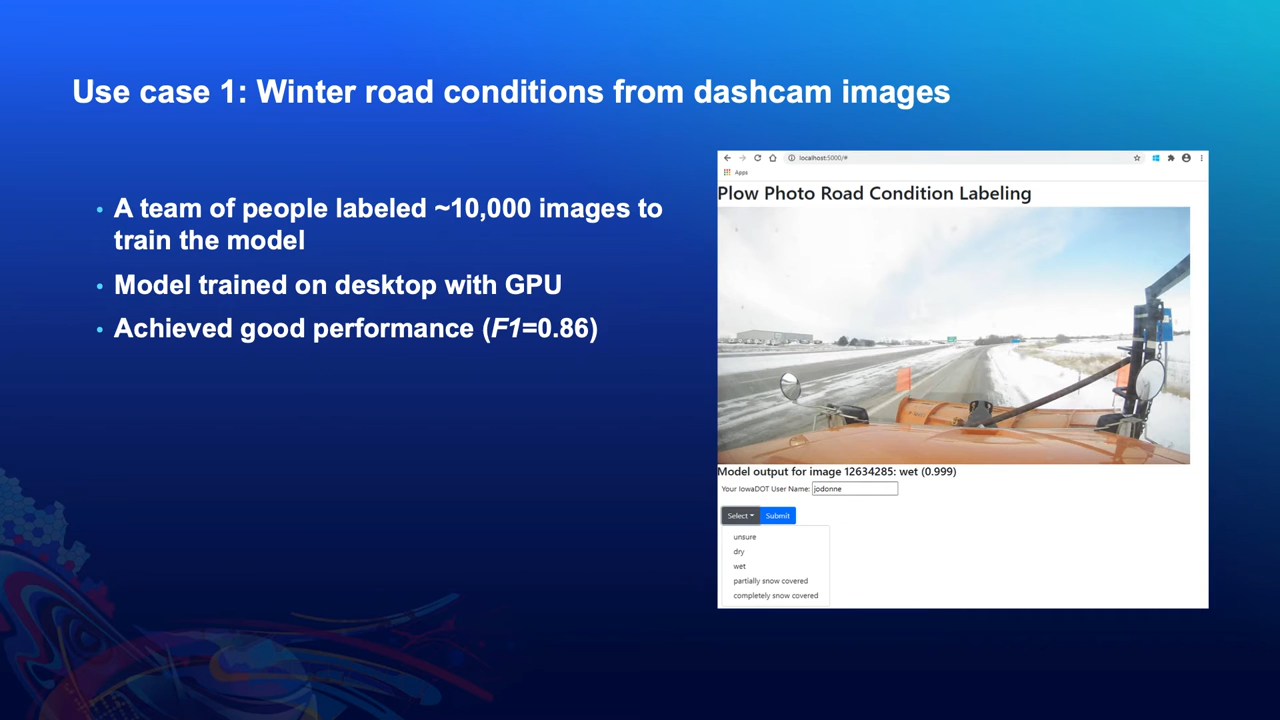 Use case 1: Winter road conditions from dashcam images
• A team of people labeled ~10,000 images to
train the model
• Model trained on desktop with GPU
• Achieved good performance (F1=0.86)
localhost:5000/#
Apps
Plow Photo Road Condition Labeling
Model output for image 12634285: wet (0.999)
Your IowaDOT User Name: jodonne
Select Submit
unsure
dry
wet
partially snow covered
completely snow covered